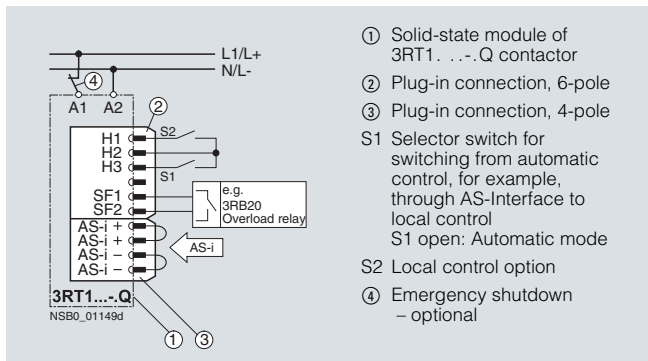 L1/L+
N/L-
4
A1 A2
2
H1
H2
H3
S2
S1
SF1
SF2
e.g.
3RB20
Overload relay
AS-i +
AS-i +
AS-i –
AS-i –
AS-i
3RT1...-.Q
NSB0_01149d
1
3
① Solid-state module of
3RT1. ...-.Q contactor
② Plug-in connection, 6-pole
③ Plug-in connection, 4-pole
S1 Selector switch for
switching from automatic
control, for example,
through AS-Interface to
local control
S1 open: Automatic mode
S2 Local control option
④ Emergency shutdown
– optional